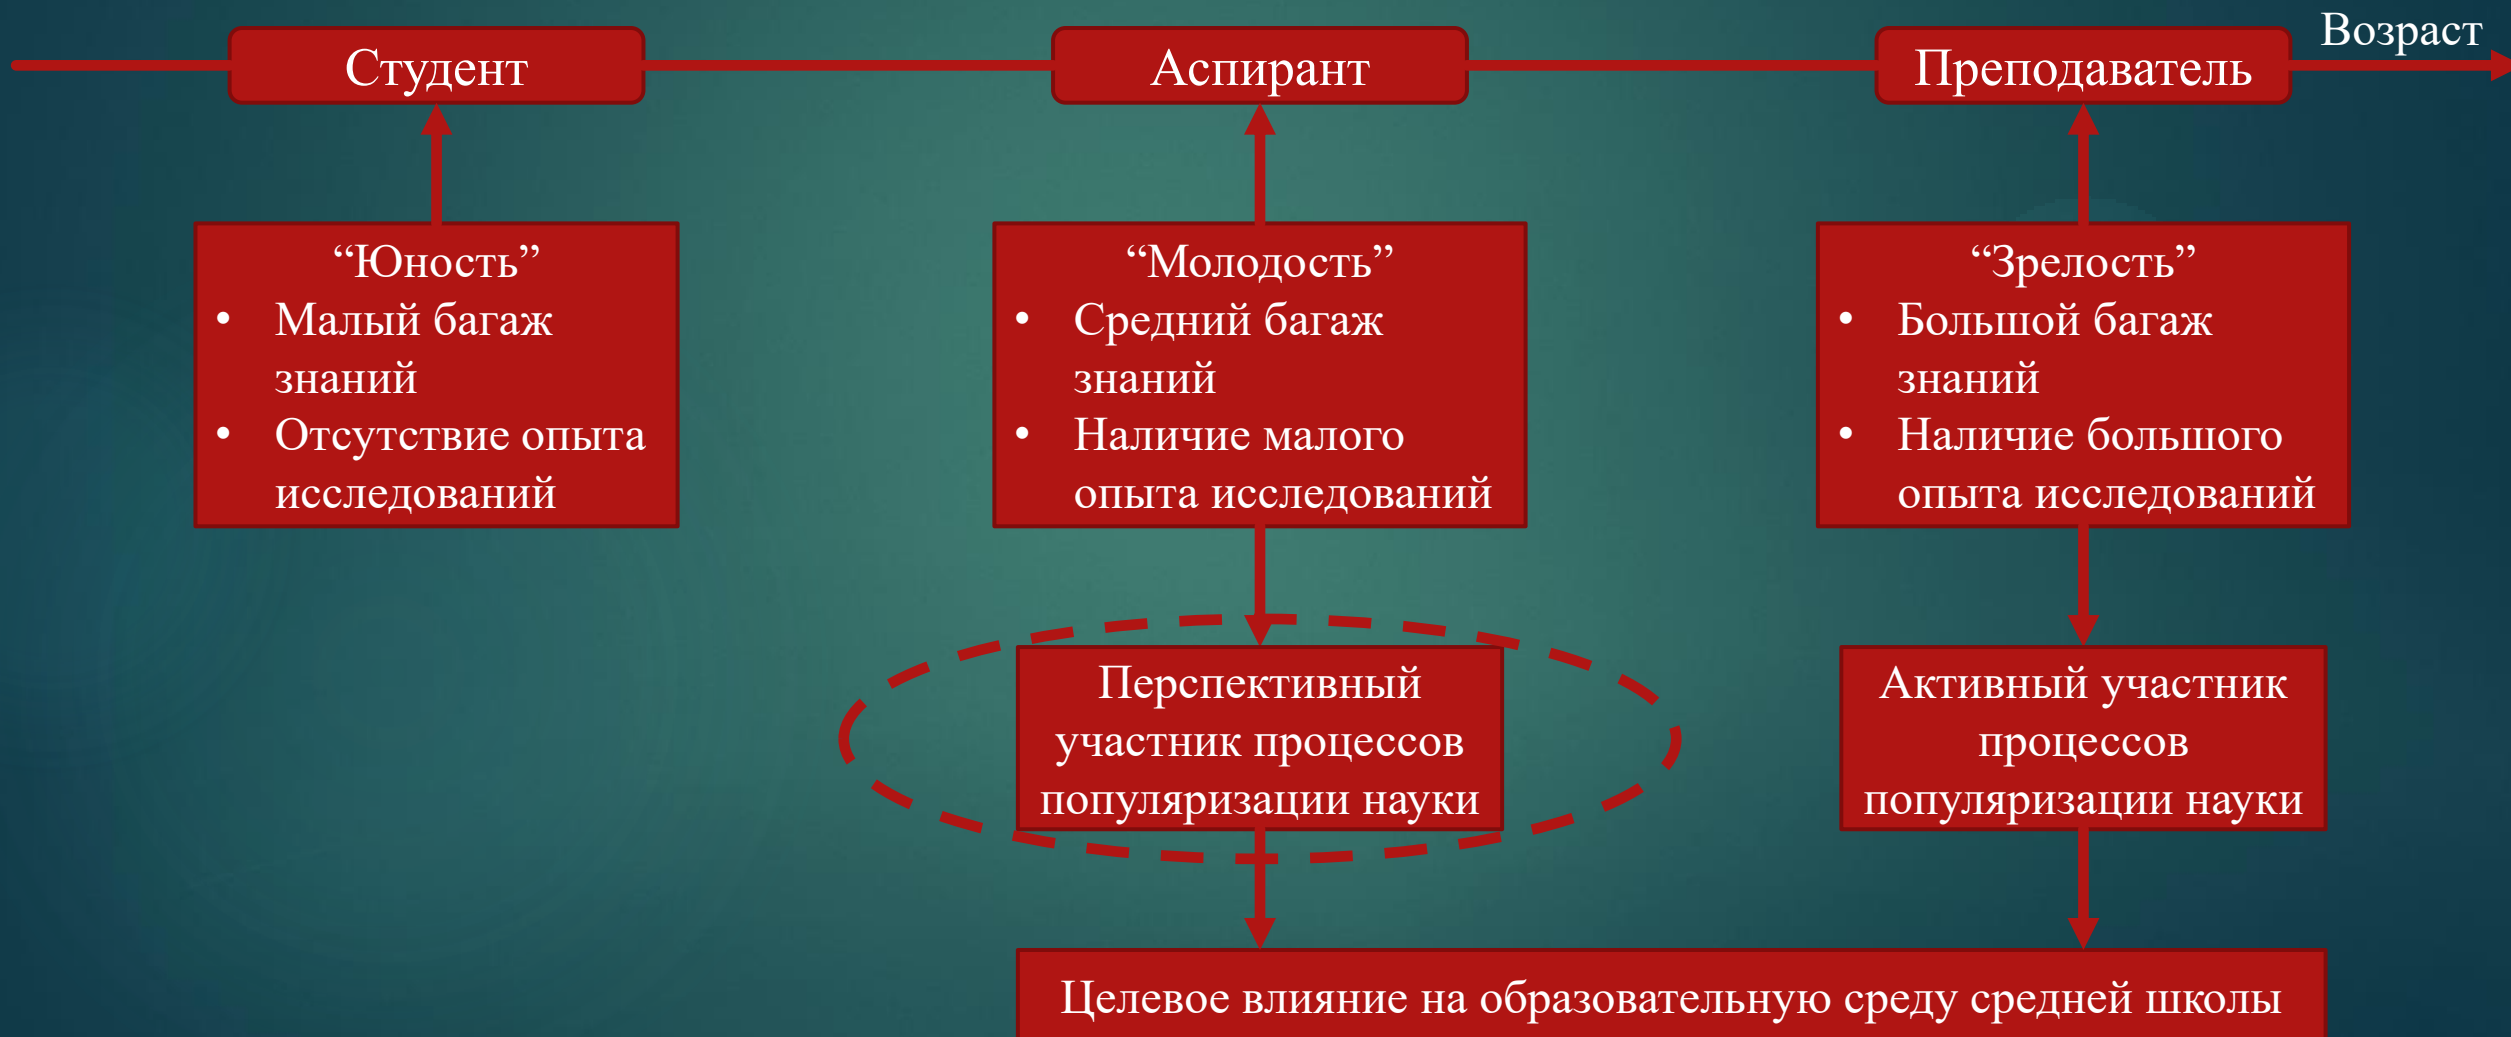 Возраст
Студент
Аспирант
Преподаватель
“Юность”
• Малый багаж
знаний
• Отсутствие опыта
исследований
“Молодость”
• Средний багаж
знаний
• Наличие малого
опыта исследований
“Зрелость”
• Большой багаж
знаний
• Наличие большого
опыта исследований
Перспективный
участник процессов
популяризации науки
Активный участник
процессов
популяризации науки
Целевое влияние на образовательную среду средней школы